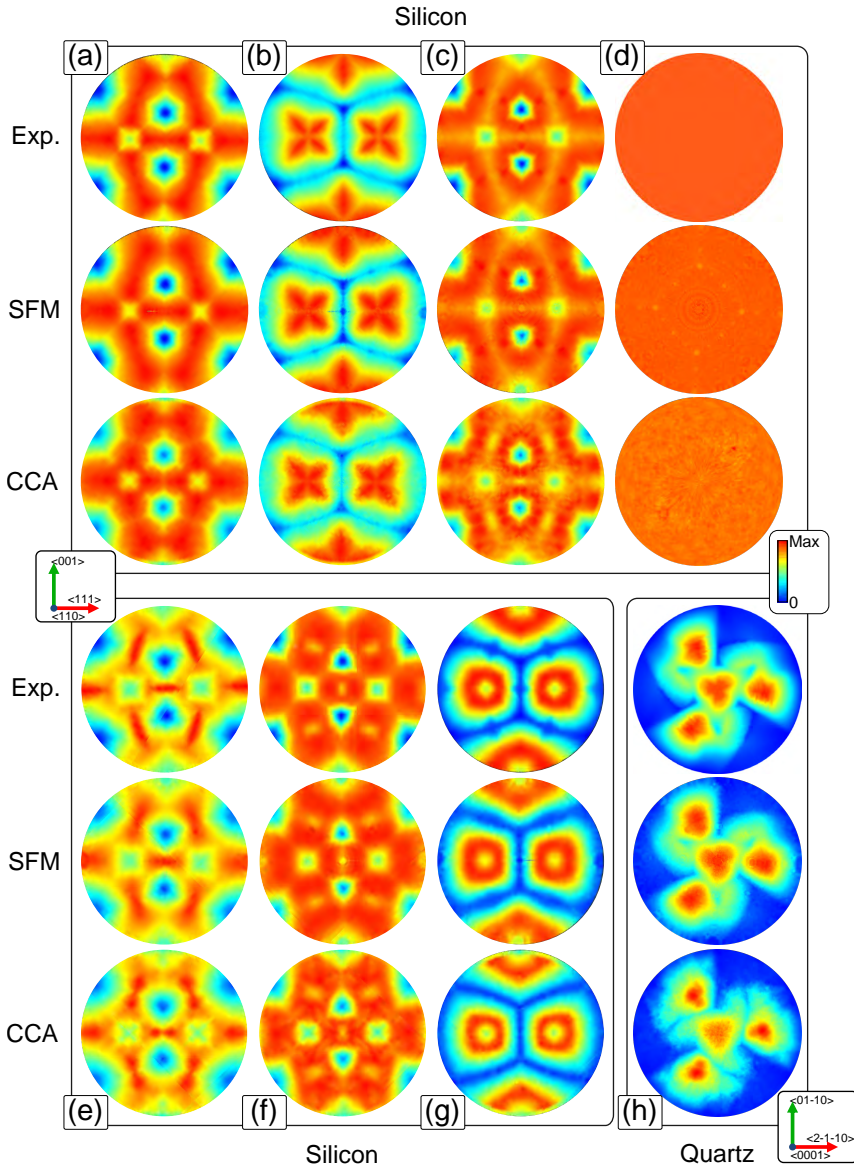 Silicon
(a) (b) (c) (d)
Exp.
SFM
CCA
Max
0
<001>
<111>
<110>
Exp.
SFM
CCA
(e) (f) (g) (h)
<01-10>
<2-1-10>
<0001>
Silicon
Quartz